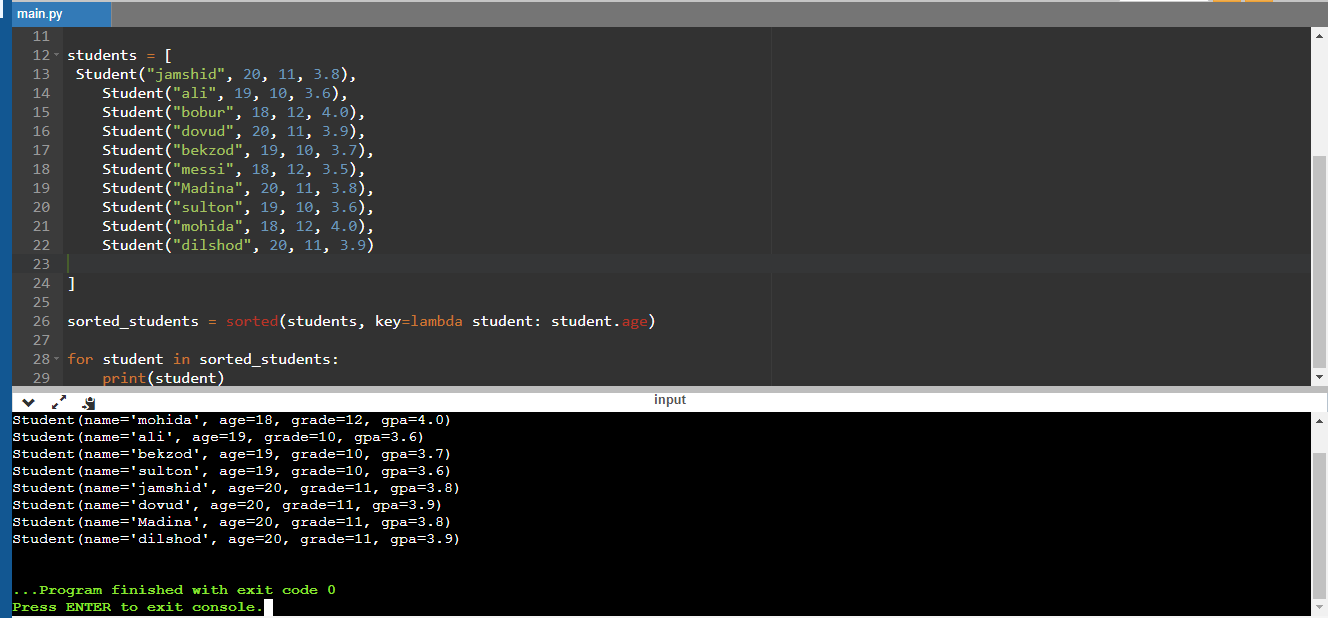 main.py
11
12 students = [
13  Student("jamshid", 20, 11, 3.8),
14     Student("ali", 19, 10, 3.6),
15     Student("bobur", 18, 12, 4.0),
16     Student("dovud", 20, 11, 3.9),
17     Student("bekzod", 19, 10, 3.7),
18     Student("messi", 18, 12, 3.5),
19     Student("Madina", 20, 11, 3.8),
20     Student("sulton", 19, 10, 3.6),
21     Student("mohida", 18, 12, 4.0),
22     Student("dilshod", 20, 11, 3.9)
23
24 ]
25
26 sorted_students = sorted(students, key=lambda student: student.age)
27
28 for student in sorted_students:
29     print(student)
input
Student(name='mohida', age=18, grade=12, gpa=4.0)
Student(name='ali', age=19, grade=10, gpa=3.6)
Student(name='bekzod', age=19, grade=10, gpa=3.7)
Student(name='sulton', age=19, grade=10, gpa=3.6)
Student(name='jamshid', age=20, grade=11, gpa=3.8)
Student(name='dovud', age=20, grade=11, gpa=3.9)
Student(name='Madina', age=20, grade=11, gpa=3.8)
Student(name='dilshod', age=20, grade=11, gpa=3.9)
...Program finished with exit code 0
Press ENTER to exit console.